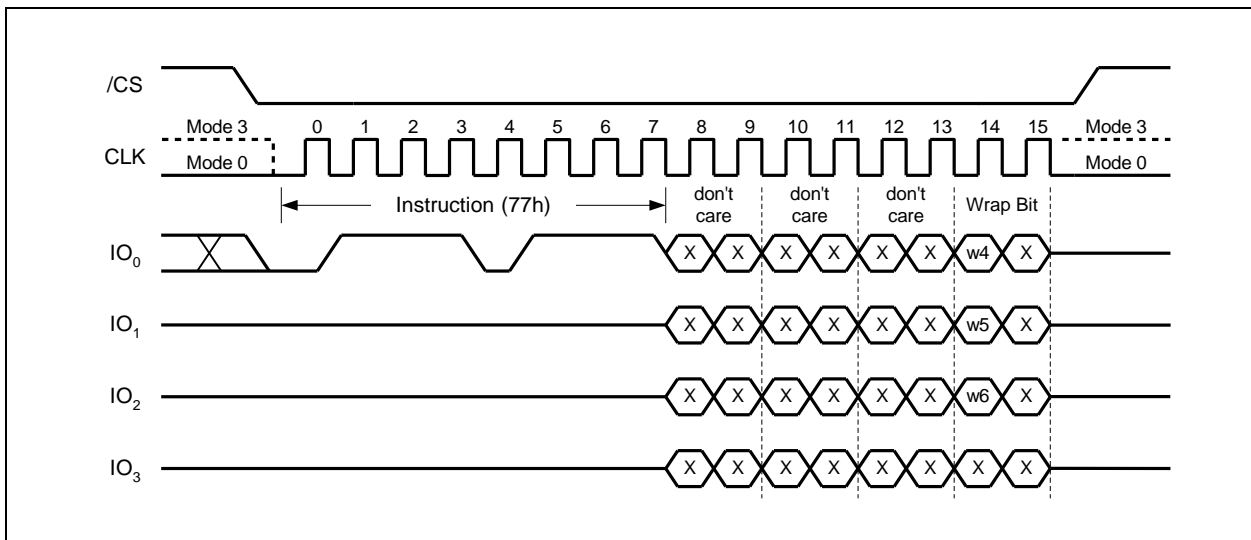 /CS
Mode 3 0 1 2 3 4 5 6 7 8 9 10 11 12 13 14 15 Mode 3
CLK
Mode 0 Mode 0
Instruction (77h) don't care don't care don't care Wrap Bit
IO0 X X X X X X w4 X
IO1 X X X X X X w5 X
IO2 X X X X X X w6 X
IO3 X X X X X X X X